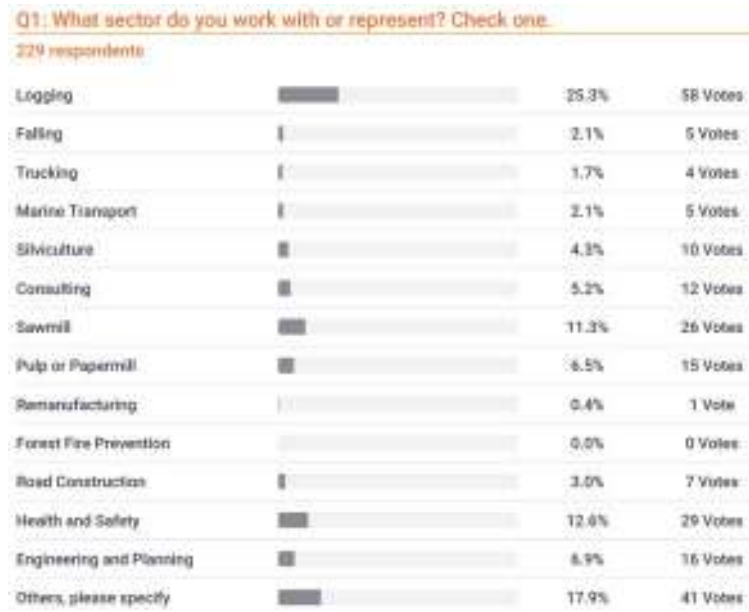 Q1: What sector do you work with or represent? Check one.
229 respondents
Logging 25.3% 58 Votes
Falling 2.1% 5 Votes
Trucking 1.7% 4 Votes
Marine Transport 2.1% 5 Votes
Silviculture 4.3% 10 Votes
Consulting 5.2% 12 Votes
Sawmill 11.3% 26 Votes
Pulp or Papermill 6.5% 15 Votes
Remanufacturing 0.4% 1 Vote
Forest Fire Prevention 0.0% 0 Votes
Road Construction 3.0% 7 Votes
Health and Safety 12.6% 29 Votes
Engineering and Planning 6.9% 16 Votes
Others, please specify 17.9% 41 Votes